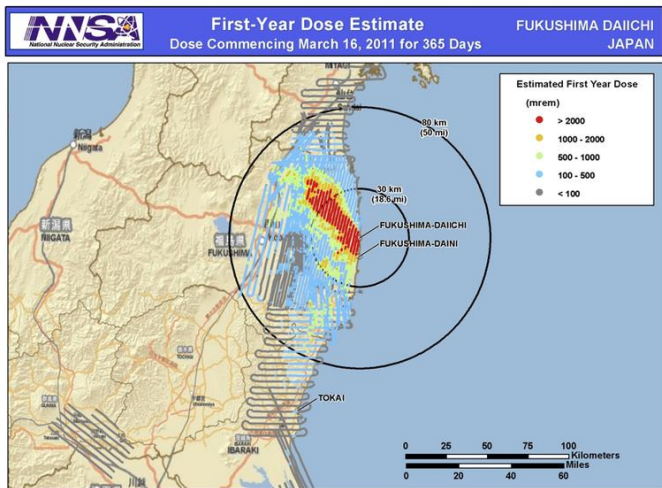 NNSA
National Nuclear Security Administration
First-Year Dose Estimate
Dose Commencing March 16, 2011 for 365 Days
FUKUSHIMA DAIICHI
JAPAN
MIYAGI
Estimated First Year Dose
(mrem)
> 2000
1000 - 2000
500 - 1000
100 - 500
< 100
80 km
(50 mi)
新潟
Niigata
30 km
(18.6 mi)
新潟県
NIIGATA
福島県
FUKUSHIMA
FUKUSHIMA-DAIICHI
FUKUSHIMA-DAINI
TOKAI
IBARAKI
0 25 50 75 100
Kilometers
Miles
0 20 40 60